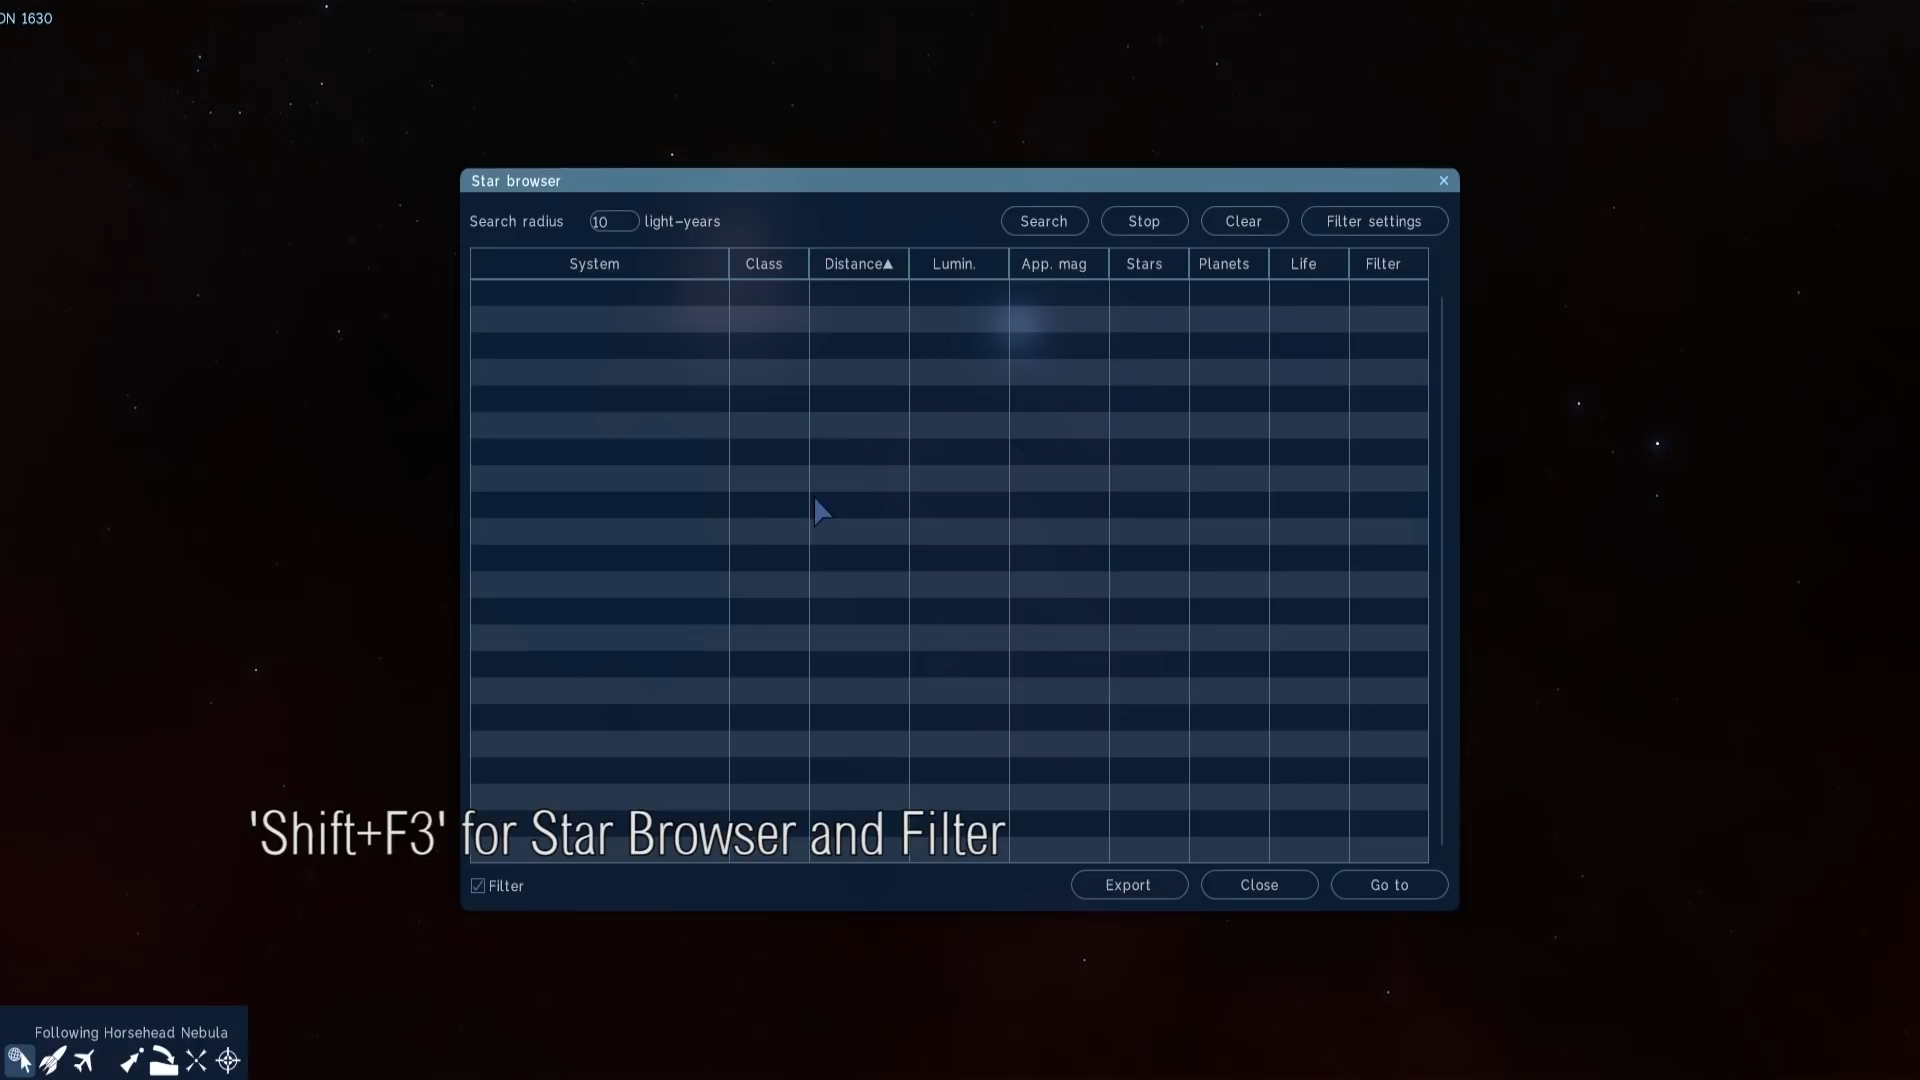 DN 1630
Star browser
Search radius 10 light-years Search Stop Clear Filter settings
System Class Distance▲ Lumin. App. mag Stars Planets Life Filter
'Shift+F3' for Star Browser and Filter
Filter Export Close Go to
Following Horsehead Nebula